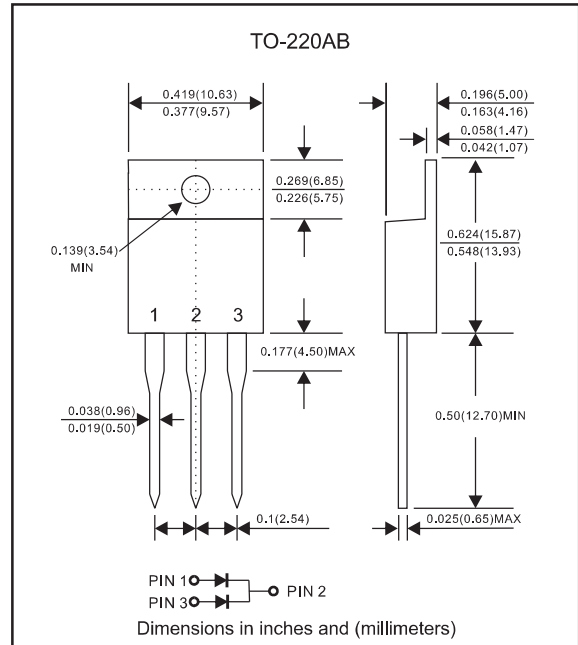 TO-220AB
0.419(10.63)
0.377(9.57)
0.196(5.00)
0.163(4.16)
0.058(1.47)
0.042(1.07)
0.269(6.85)
0.226(5.75)
0.139(3.54)
MIN
0.624(15.87)
0.548(13.93)
1 2 3
0.177(4.50)MAX
0.038(0.96)
0.019(0.50)
0.50(12.70)MIN
0.1(2.54)
0.025(0.65)MAX
PIN 1
PIN 3
PIN 2
Dimensions in inches and (millimeters)